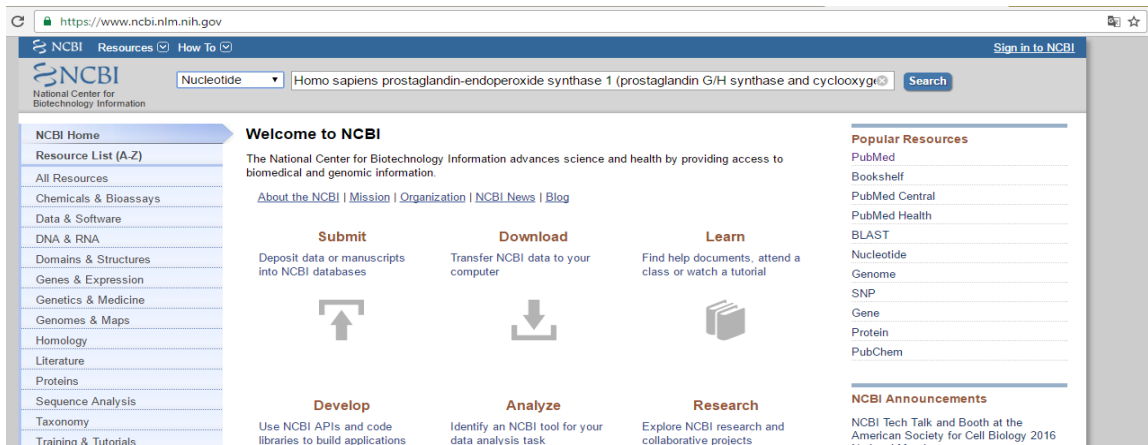 https://www.ncbi.nlm.nih.gov
NCBI Resources How To Sign in to NCBI
NCBI
National Center for
Biotechnology Information
Nucleotide Homo sapiens prostaglandin-endoperoxide synthase 1 (prostaglandin G/H synthase and cyclooxyge Search
NCBI Home
Resource List (A-Z)
All Resources
Chemicals & Bioassays
Data & Software
DNA & RNA
Domains & Structures
Genes & Expression
Genetics & Medicine
Genomes & Maps
Homology
Literature
Proteins
Sequence Analysis
Taxonomy
Training & Tutorials
Welcome to NCBI
The National Center for Biotechnology Information advances science and health by providing access to
biomedical and genomic information.
About the NCBI | Mission | Organization | NCBI News | Blog
Submit
Deposit data or manuscripts
into NCBI databases
Download
Transfer NCBI data to your
computer
Learn
Find help documents, attend a
class or watch a tutorial
Develop
Use NCBI APIs and code
libraries to build applications
Analyze
Identify an NCBI tool for your
data analysis task
Research
Explore NCBI research and
collaborative projects
Popular Resources
PubMed
Bookshelf
PubMed Central
PubMed Health
BLAST
Nucleotide
Genome
SNP
Gene
Protein
PubChem
NCBI Announcements
NCBI Tech Talk and Booth at the
American Society for Cell Biology 2016